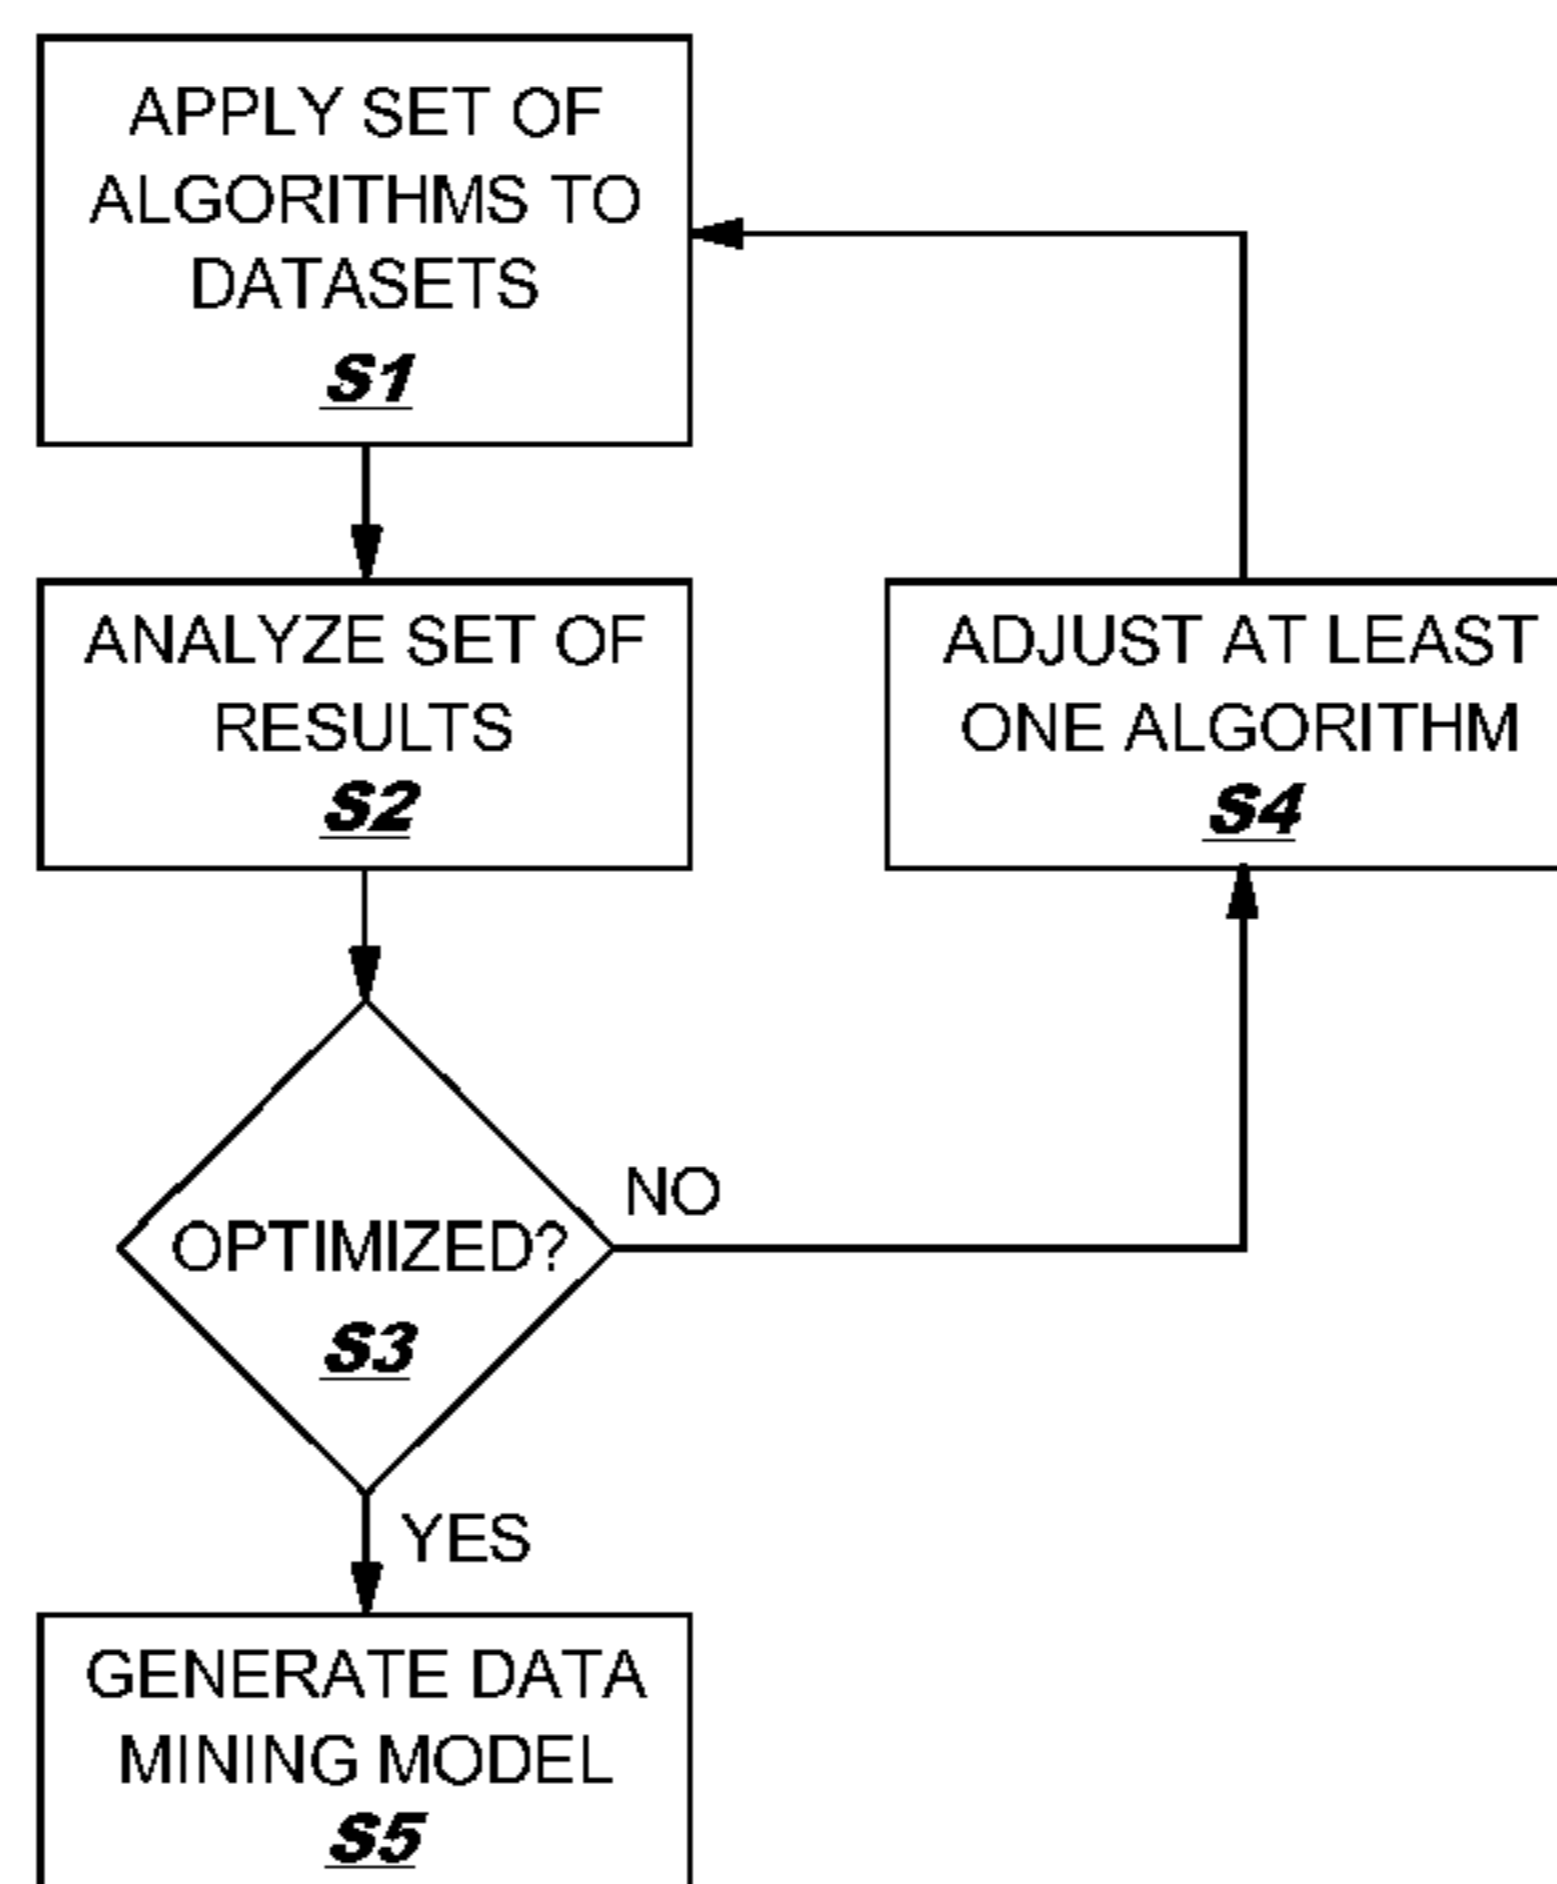 APPLY SET OF
ALGORITHMS TO
DATASETS
S1
ANALYZE SET OF
RESULTS
S2
ADJUST AT LEAST
ONE ALGORITHM
S4
OPTIMIZED?
S3
NO
YES
GENERATE DATA
MINING MODEL
S5